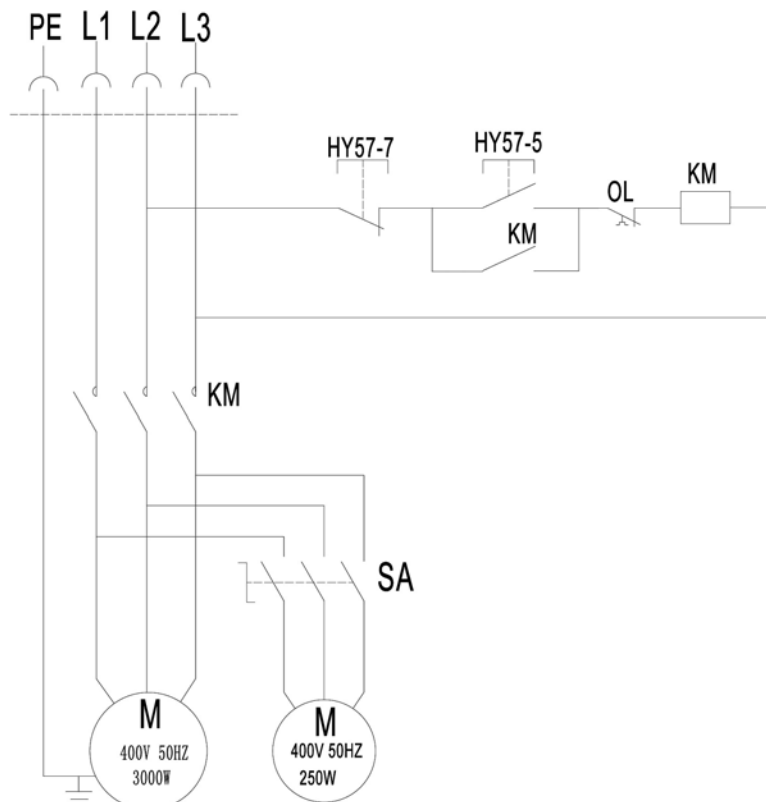 PE L1 L2 L3
HY57-7 HY57-5
OL KM
KM
KM
SA
M
400V 50HZ
3000W
M
400V 50HZ
250W